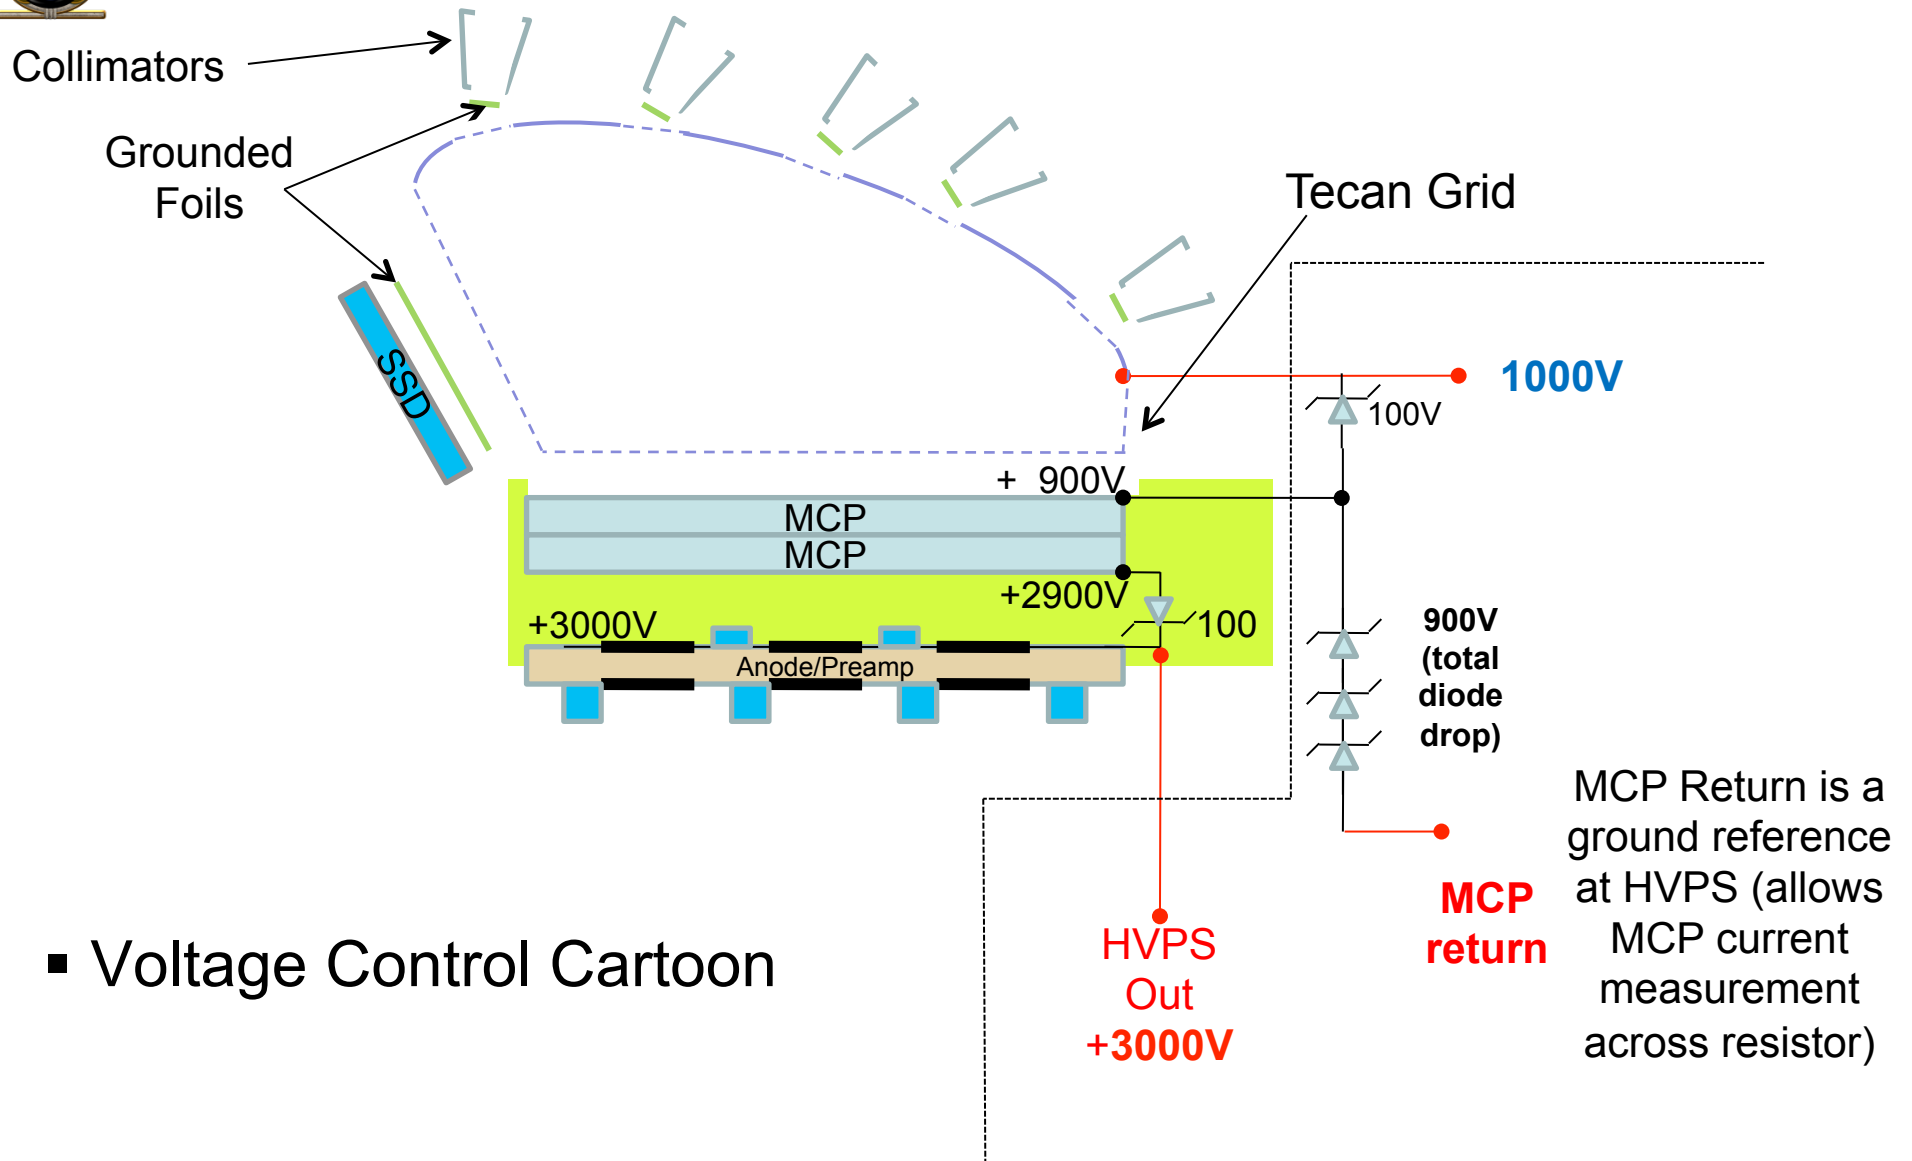 Collimators
Grounded
Foils
Tecan Grid
SSD
1000V
100V
+ 900V
MCP
MCP
+2900V
100
+3000V
Anode/Preamp
900V
(total
diode
drop)
MCP Return is a
ground reference
at HVPS (allows
MCP current
measurement
across resistor)
MCP
return
HVPS
Out
+3000V
▪ Voltage Control Cartoon